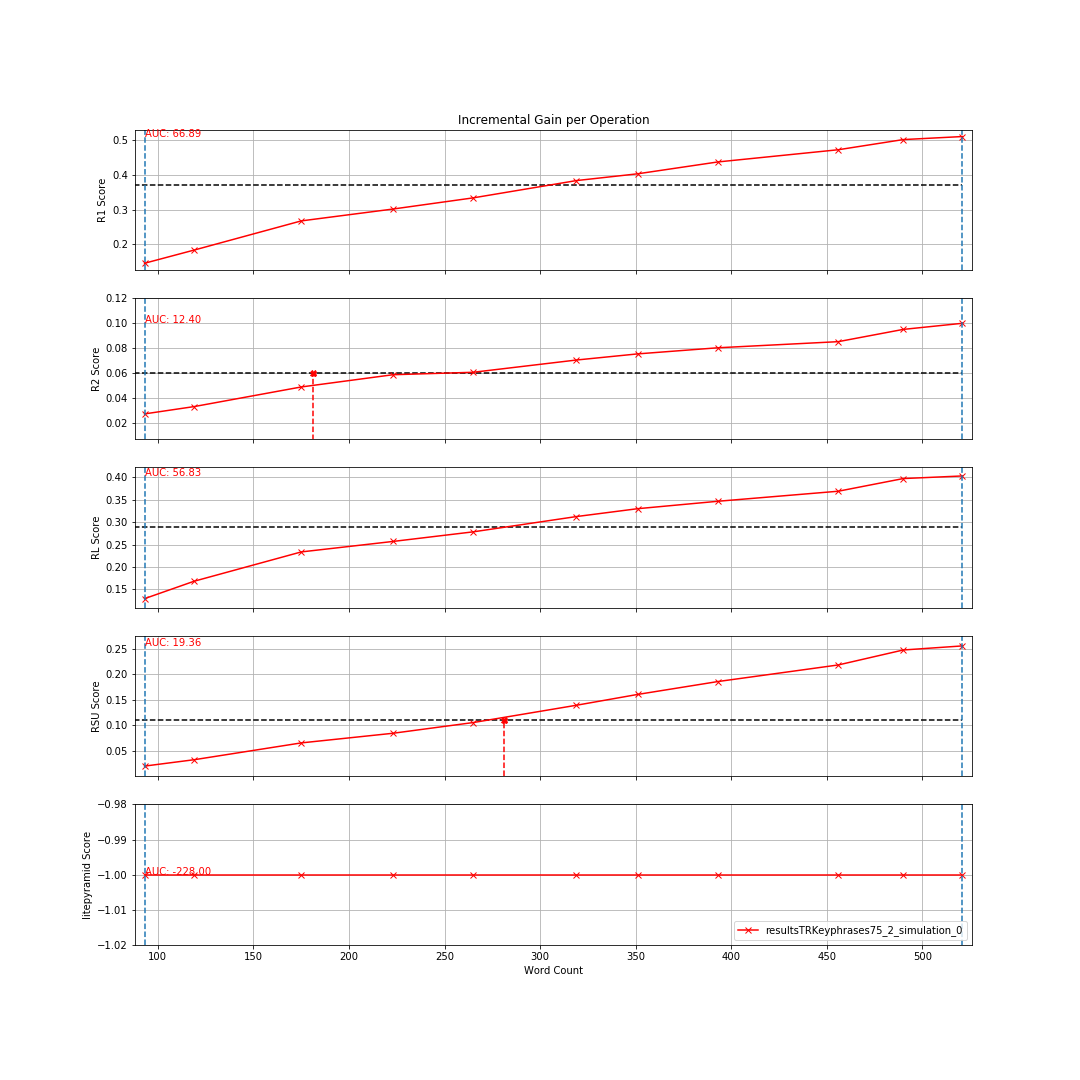 Incremental Gain per Operation
AUC: 66.89
R1 Score
0.5
0.4
0.3
0.2
AUC: 12.40
R2 Score
0.12
0.10
0.08
0.06
0.04
0.02
AUC: 56.83
RL Score
0.40
0.35
0.30
0.25
0.20
0.15
AUC: 19.36
RSU Score
0.25
0.20
0.15
0.10
0.05
AUC: -228.00
litepyramid Score
−0.98
−0.99
−1.00
−1.01
−1.02
resultsTRKeyphrases75_2_simulation_0
100 150 200 250 300 350 400 450 500
Word Count